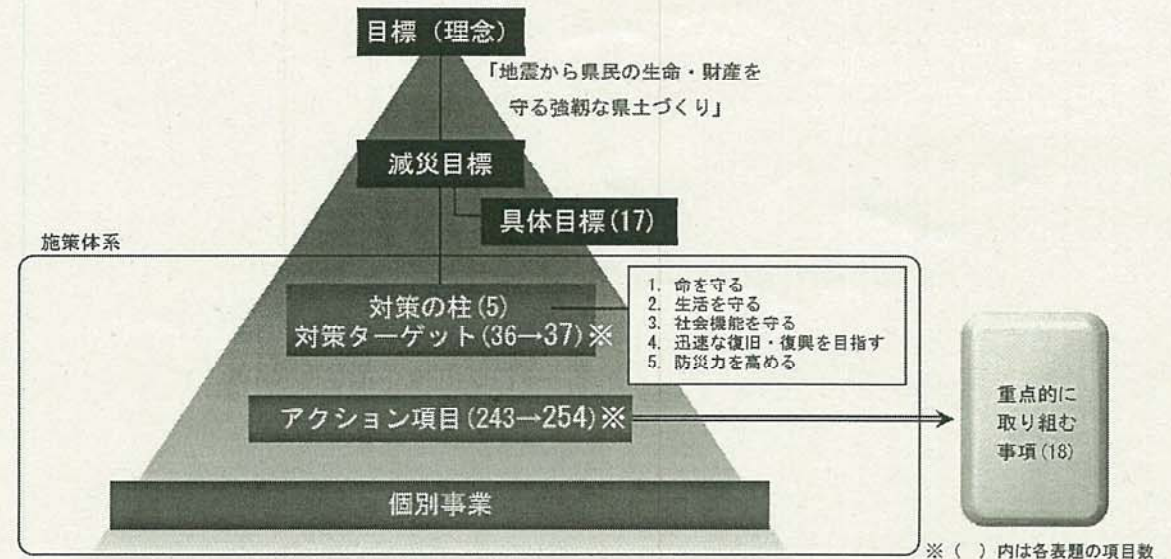 目標（理念）
「地震から県民の生命・財産を
守る強靱な県土づくり」
減災目標
具体目標(17)
施策体系
対策の柱(5)
対策ターゲット(36→37)※
1. 命を守る
2. 生活を守る
3. 社会機能を守る
4. 迅速な復旧・復興を目指す
5. 防災力を高める
アクション項目(243→254)※
重点的に
取り組む
事項(18)
個別事業
※（ ）内は各表題の項目数